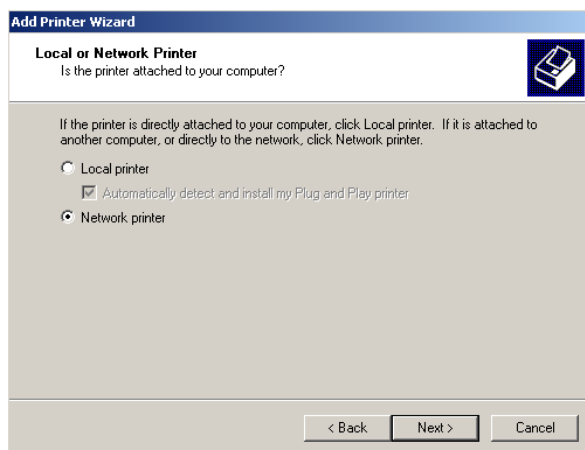 Add Printer Wizard
Local or Network Printer
Is the printer attached to your computer?
If the printer is directly attached to your computer, click Local printer. If it is attached to
another computer, or directly to the network, click Network printer.
Local printer
Automatically detect and install my Plug and Play printer
Network printer
< Back Next > Cancel